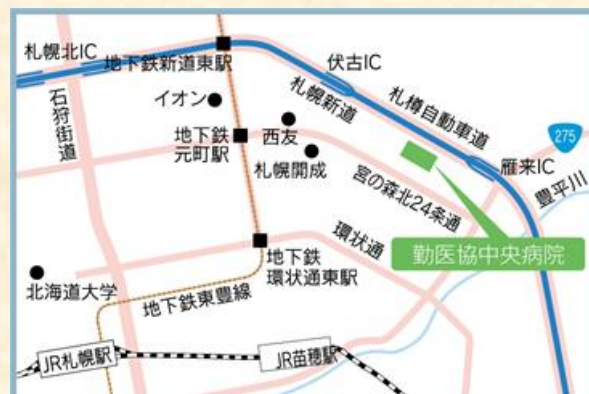 札幌北IC
地下鉄新道東駅
伏古IC
石狩街道
イオン
札幌新道
札樽自動車道
275
地下鉄
元町駅
西友
札幌開成
雁来IC
宮の森北24条通
豊平川
環状通
勤医協中央病院
地下鉄
環状通東駅
北海道大学
地下鉄東豊線
JR札幌駅
JR苗穂駅